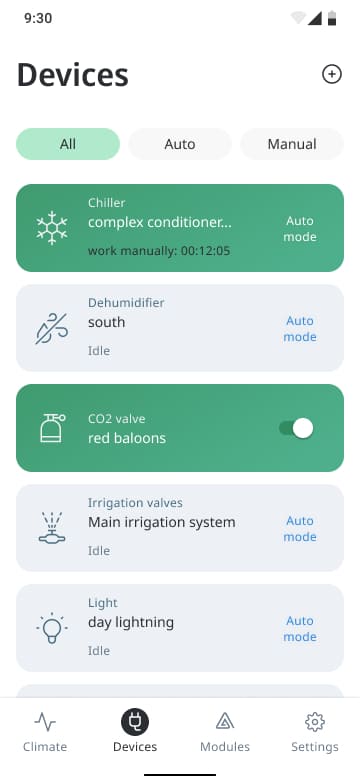 9:30
Devices
All
Auto
Manual
Chiller
complex conditioner...
work manually: 00:12:05
Auto
mode
Dehumidifier
south
Idle
Auto
mode
CO2 valve
red baloons
Irrigation valves
Main irrigation system
Idle
Auto
mode
Light
day lightning
Idle
Auto
mode
Climate
Devices
Modules
Settings